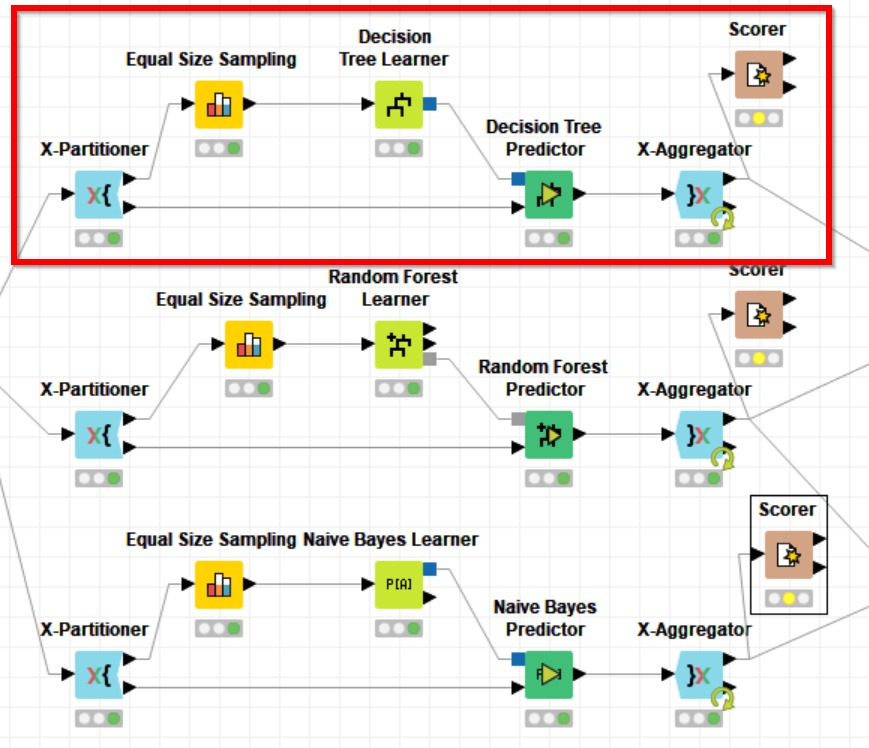 Scorer
Decision
Tree Learner
Equal Size Sampling
Decision Tree
Predictor
X-Partitioner
X-Aggregator
X{
}X
Scorer
Random Forest
Learner
Equal Size Sampling
Random Forest
Predictor
X-Partitioner
X-Aggregator
X{
}X
Scorer
Equal Size Sampling
Naive Bayes Learner
P[A]
Naive Bayes
Predictor
X-Partitioner
X-Aggregator
X{
}X